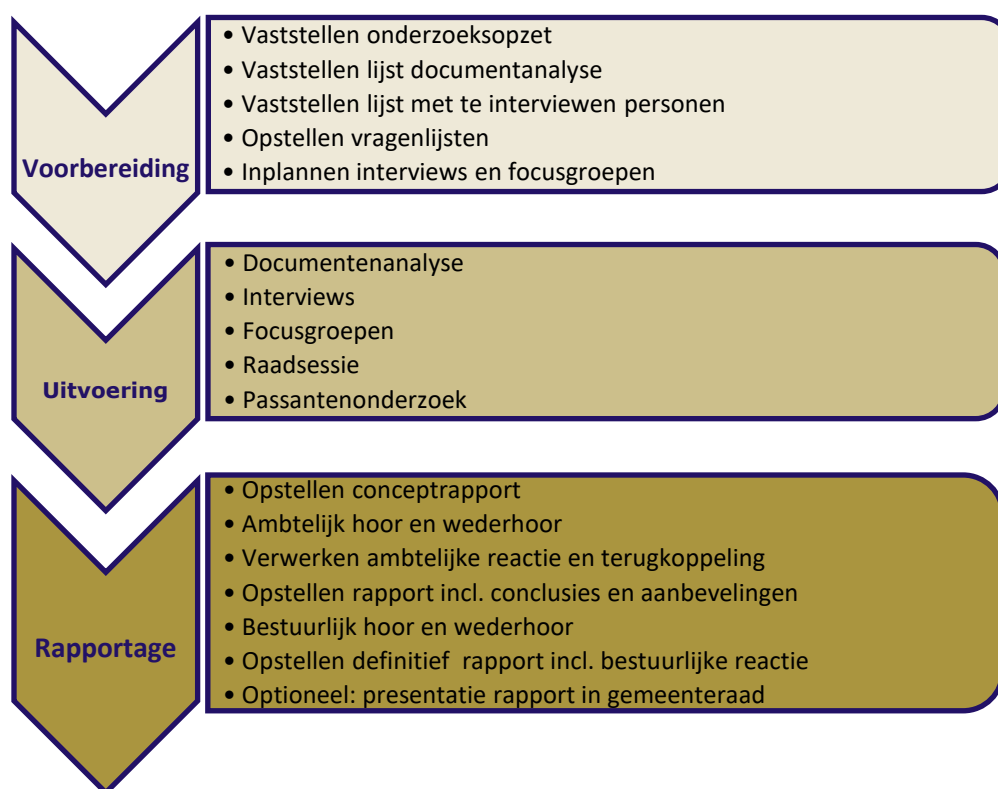 Voorbereiding
• Vaststellen onderzoeksopzet
• Vaststellen lijst documentanalyse
• Vaststellen lijst met te interviewen personen
• Opstellen vragenlijsten
• Inplannen interviews en focusgroepen
Uitvoering
• Documentenanalyse
• Interviews
• Focusgroepen
• Raadsessie
• Passantenonderzoek
Rapportage
• Opstellen conceptrapport
• Ambtelijk hoor en wederhoor
• Verwerken ambtelijke reactie en terugkoppeling
• Opstellen rapport incl. conclusies en aanbevelingen
• Bestuurlijk hoor en wederhoor
• Opstellen definitief rapport incl. bestuurlijke reactie
• Optioneel: presentatie rapport in gemeenteraad